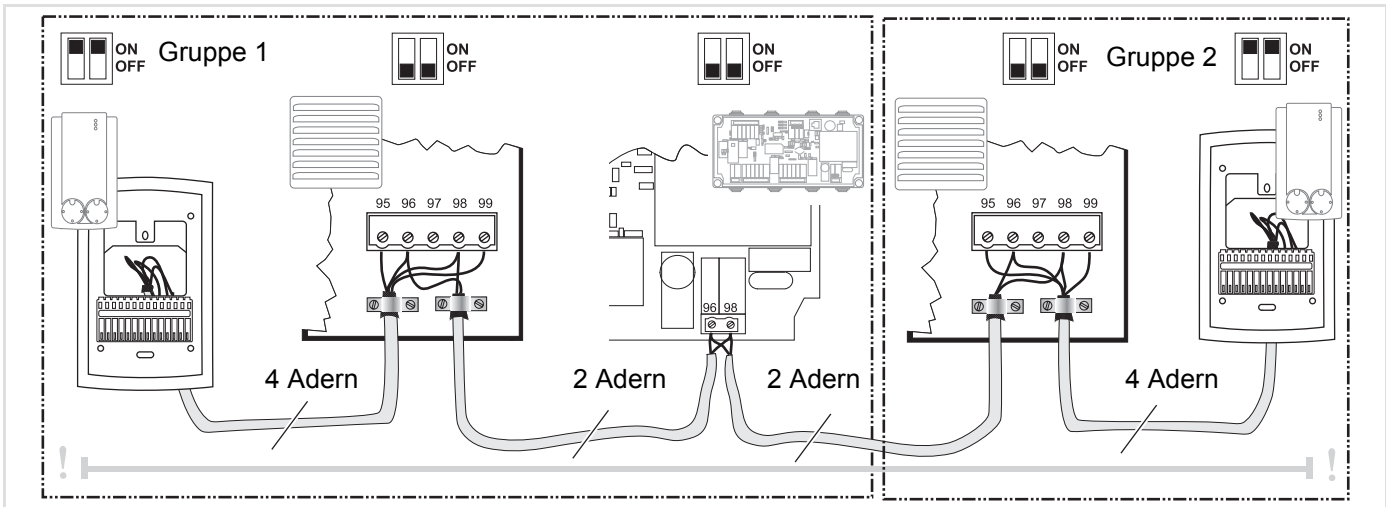 ON
OFF
Gruppe 1
ON
OFF
ON
OFF
ON
OFF
Gruppe 2
ON
OFF
95 96 97 98 99
95 96 97 98 99
96 98
4 Adern
2 Adern
2 Adern
4 Adern
!
!